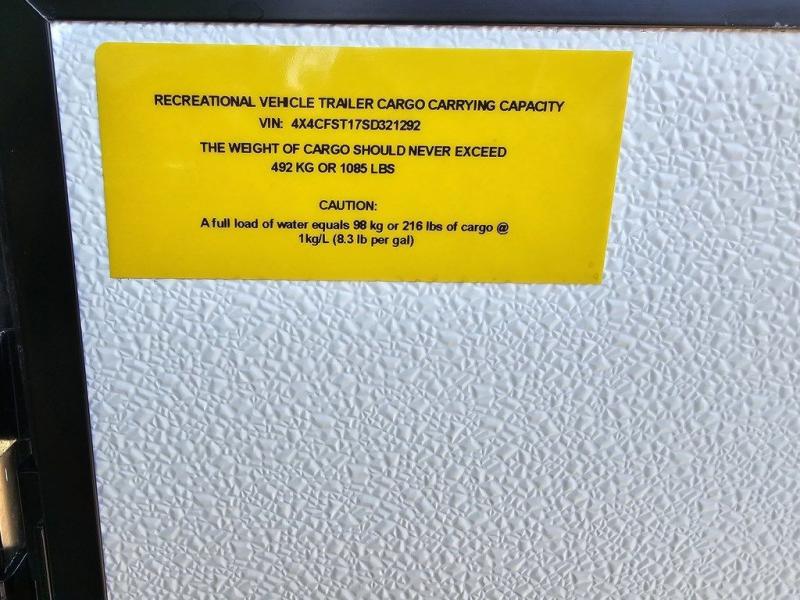 RECREATIONAL VEHICLE TRAILER CARGO CARRYING CAPACITY
VIN: 4X4CFST17SD321292
THE WEIGHT OF CARGO SHOULD NEVER EXCEED
492 KG OR 1085 LBS
CAUTION:
A full load of water equals 98 kg or 216 lbs of cargo @
1kg/L (8.3 lb per gal)